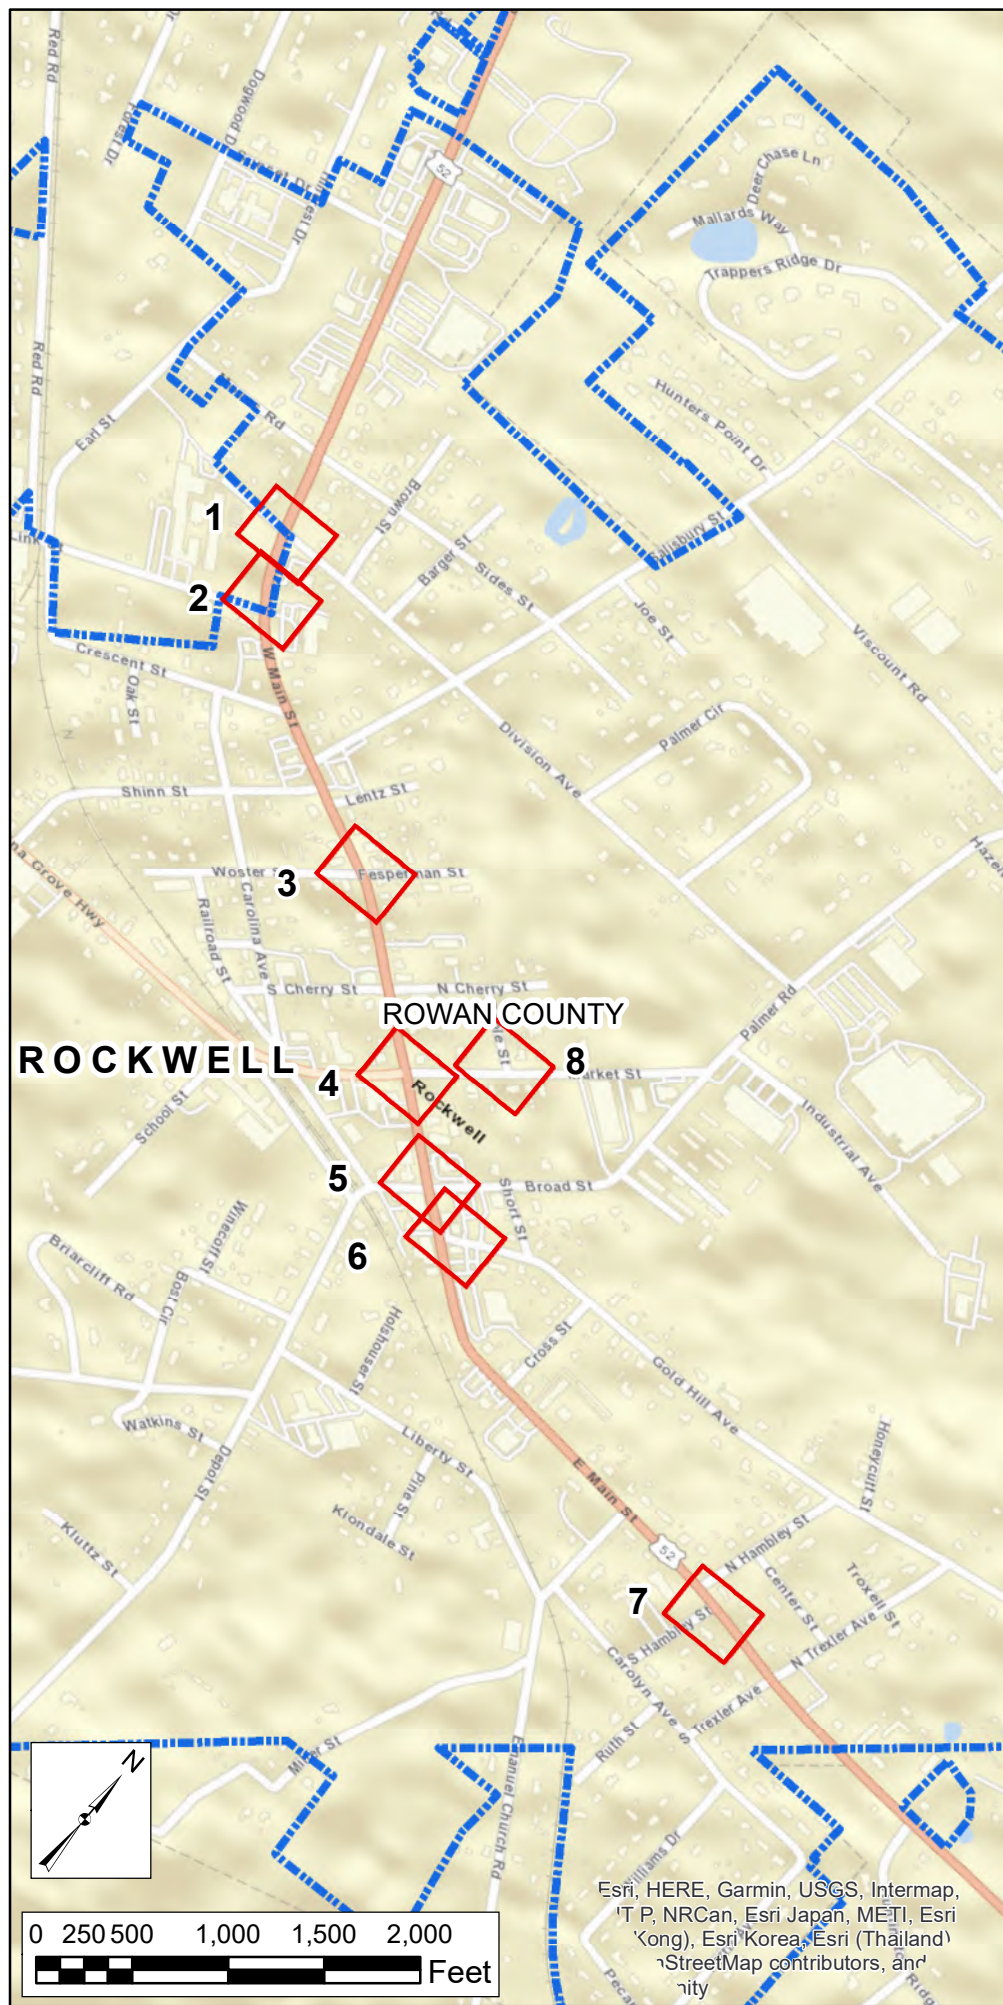 Red Rd
Forest Dr
Dogwood D
Sunset Dr
52
Deer Chase Ln
Mallards Way
Trappers Ridge Dr
Red Rd
Rd
Earl St
Hunters Point Dr
Brown St
1
Salisbury St
Link
Barger St
Sides St
2
Joe St
Crescent St
Oak St
W Main St
Viscount Rd
Palmer Cir
Division Ave
Shinn St
Lentz St
na Grove Hwy
Woster S
Fesperman St
3
Railroad St
Carolina Ave
S Cherry St
N Cherry St
Palmer Rd
ROWAN COUNTY
ROCKWELL
le St
4
8
arket St
Rockwell
School St
Industrial Ave
5
Broad St
Short St
Winecoff St
6
Briarcliff Rd
Bost Cir
Holshouser St
Cross St
Gold Hill Ave
Watkins St
Depot St
Liberty St
Honeycutt St
Pine St
E Main St
Klondale St
Kluttz St
52
N Hambley St
Center St
Troxell St
7
S Hambley St
N Trexler Ave
Carolyn Ave
S Trexler Ave
Ruth St
Miller St
Emanuel Church Rd
N
Williams Dr
Esri, HERE, Garmin, USGS, Intermap,
'T P, NRCan, Esri Japan, METI, Esri
Kong), Esri Korea, Esri (Thailand)
StreetMap contributors, and
nity
0 250 500 1,000 1,500 2,000
Feet